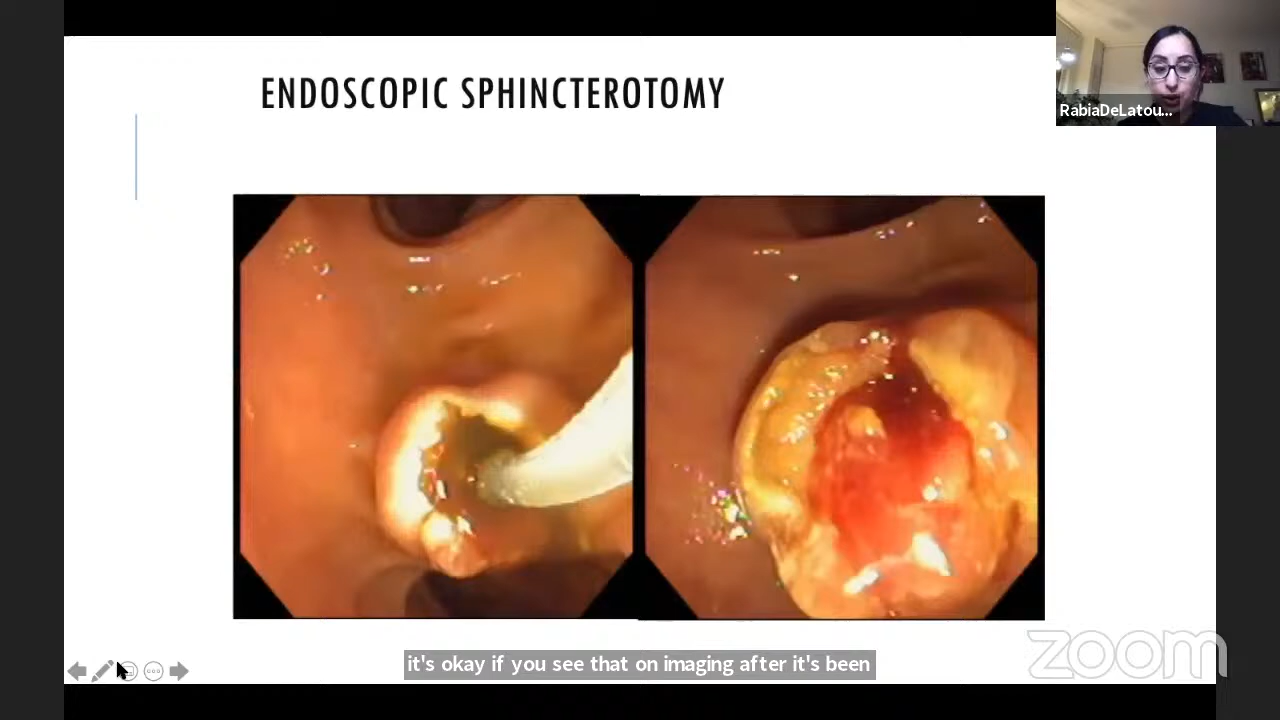 ENDOSCOPIC SPHINCTEROTOMY
RabiaDeLatou...
it's okay if you see that on imaging after it's been
zoom